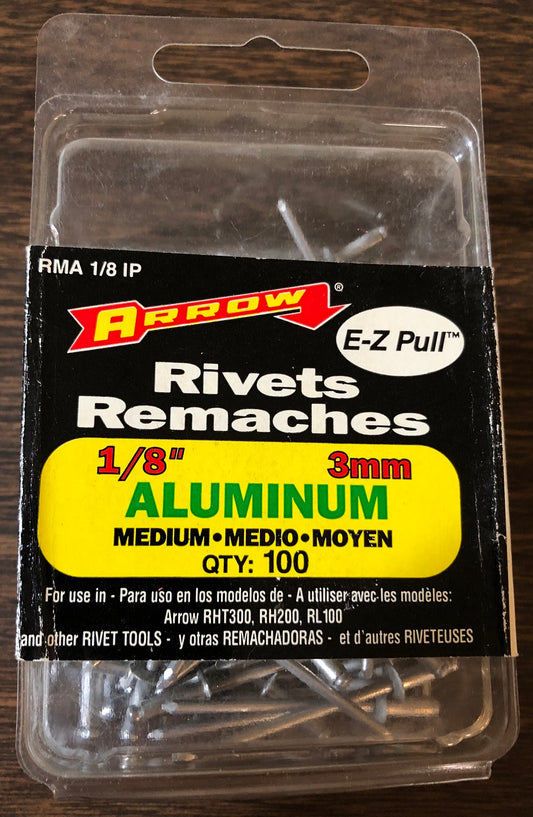 RMA 1/8 IP
ARROW®
E-Z Pull™
Rivets
Remaches
1/8" 3mm
ALUMINUM
MEDIUM•MEDIO•MOYEN
QTY: 100
For use in - Para uso en los modelos de - A utiliser avec les modèles:
Arrow RHT300, RH200, RL100
and other RIVET TOOLS - y otras REMACHADORAS - et d'autres RIVETEUSES